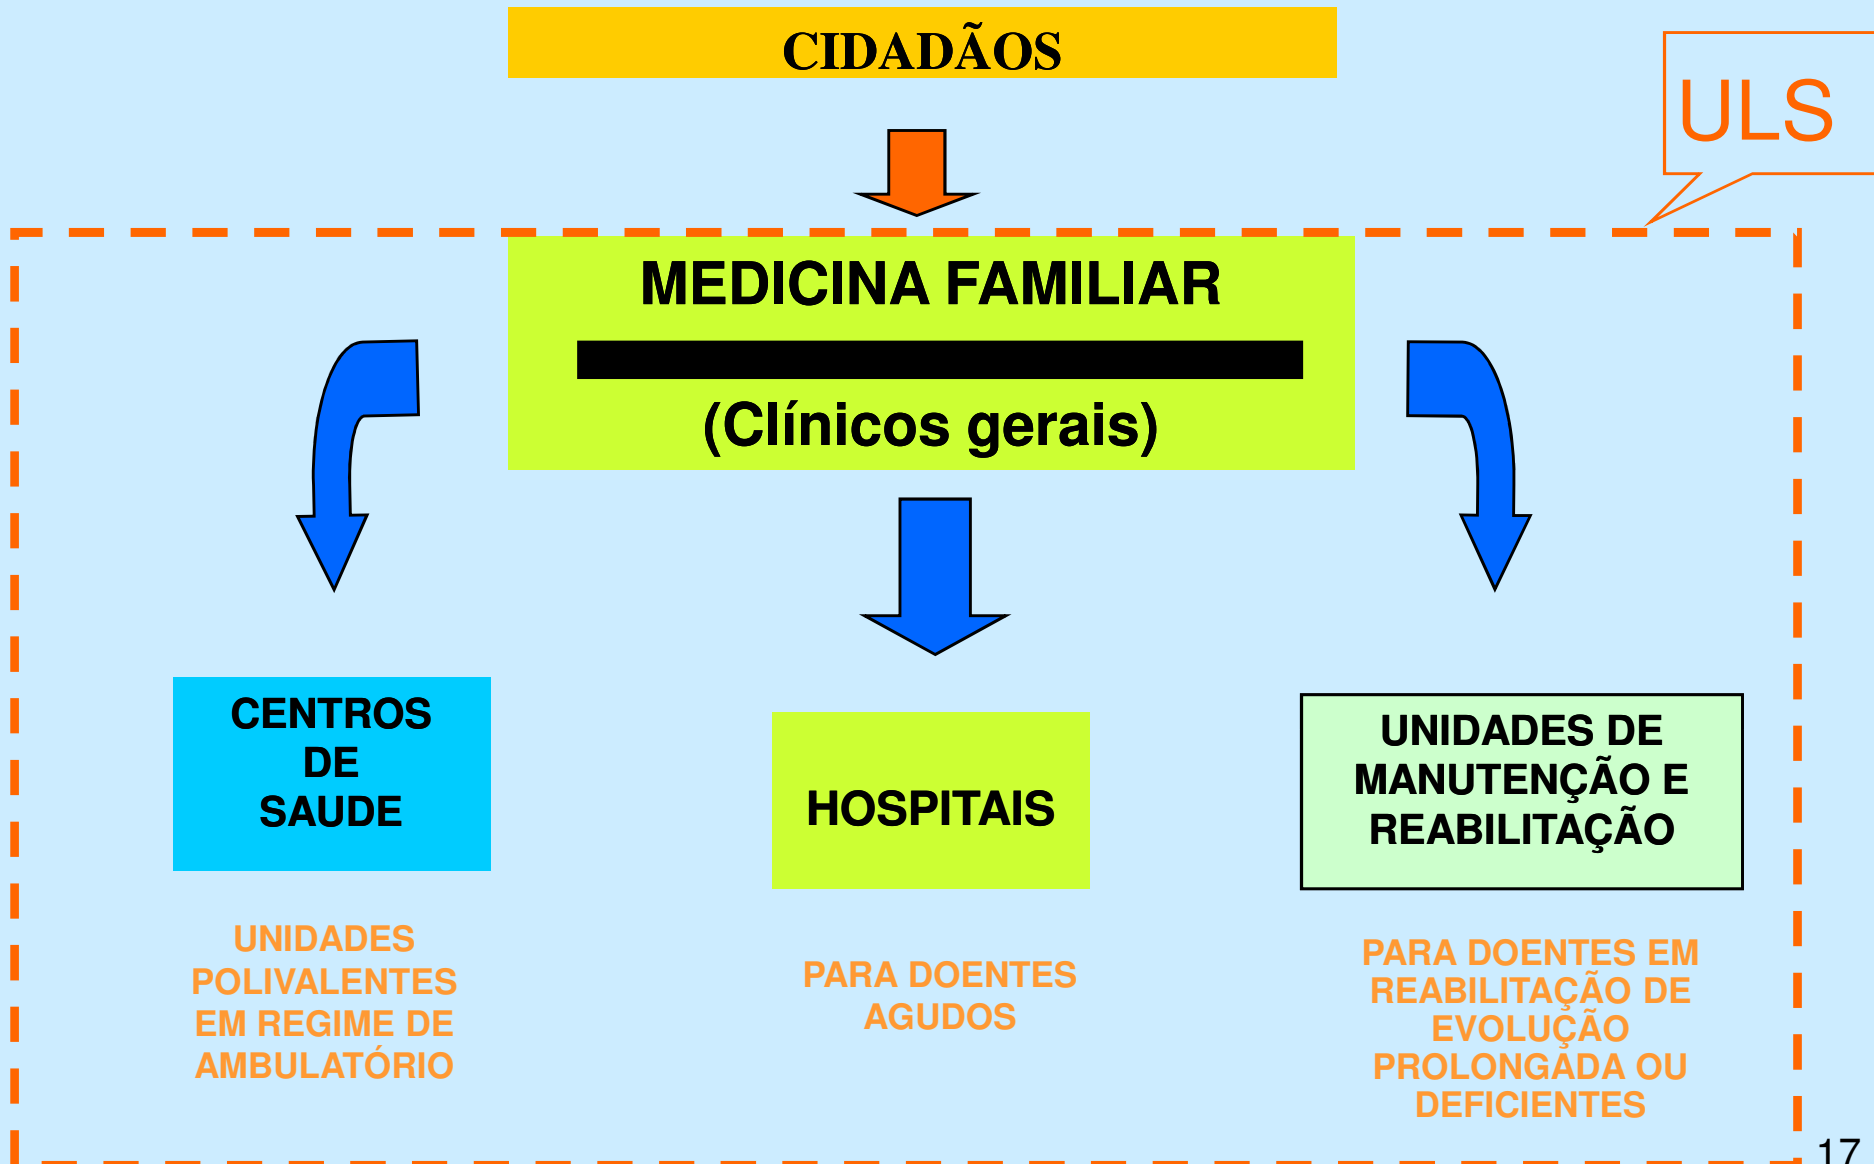 CIDADÃOS
ULS
MEDICINA FAMILIAR
(Clínicos gerais)
CENTROS
DE
SAUDE
UNIDADES
POLIVALENTES
EM REGIME DE
AMBULATÓRIO
HOSPITAIS
PARA DOENTES
AGUDOS
UNIDADES DE
MANUTENÇÃO E
REABILITAÇÃO
PARA DOENTES EM
REABILITAÇÃO DE
EVOLUÇÃO
PROLONGADA OU
DEFICIENTES
17